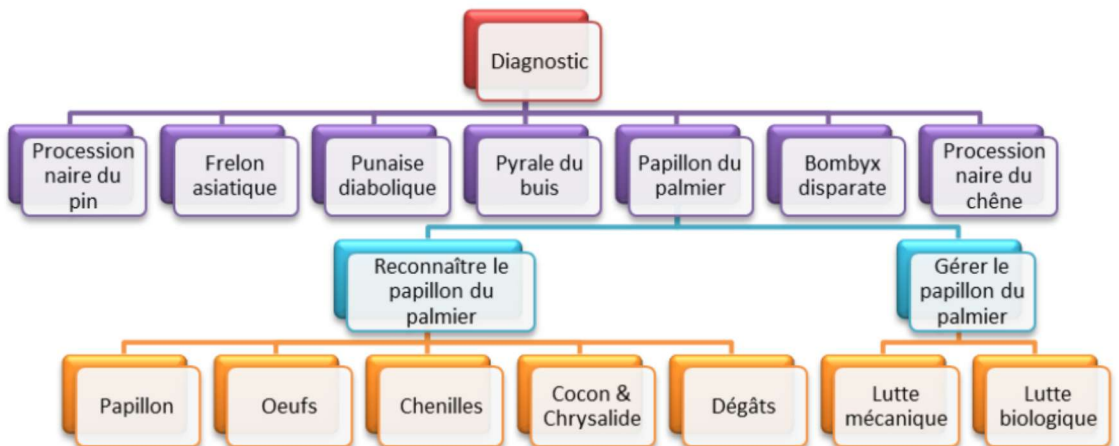 Diagnostic
Procession
naire du
pin
Frelon
asiatique
Punaise
diabolique
Pyrale du
buis
Papillon du
palmier
Bombyx
disparate
Procession
naire du
chêne
Reconnaître le
papillon du
palmier
Gérer le
papillon du
palmier
Papillon
Oeufs
Chenilles
Cocon &
Chrysalide
Dégâts
Lutte
mécanique
Lutte
biologique